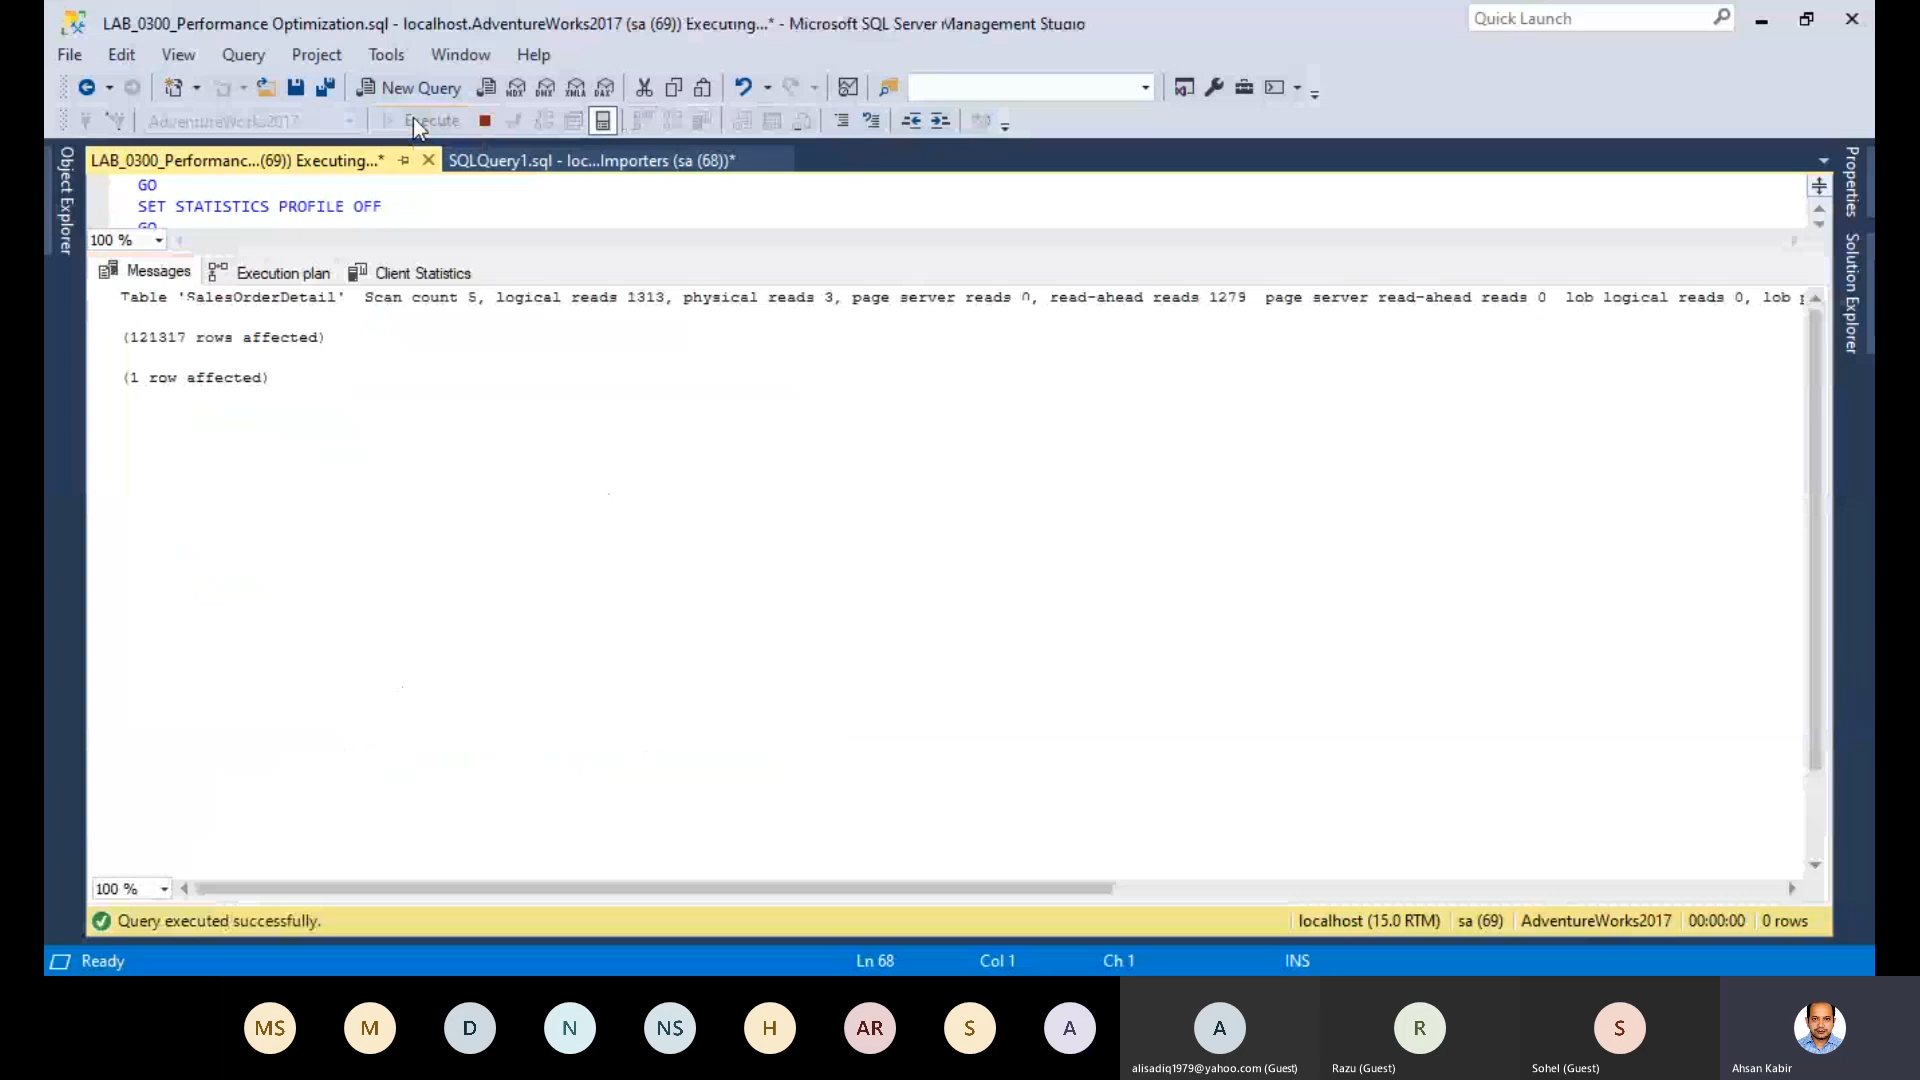 LAB_0300_Performance Optimization.sql - localhost.AdventureWorks2017 (sa (69)) Executing...* - Microsoft SQL Server Management Studio
Quick Launch
File Edit View Query Project Tools Window Help
New Query
MDX DMX XMLA DAX
AdventureWorks2017
Execute
LAB_0300_Performanc...(69)) Executing...*
SQLQuery1.sql - loc...Importers (sa (68))*
Object Explorer
Properties
Solution Explorer
GO
SET STATISTICS PROFILE OFF
GO
100 %
Messages Execution plan Client Statistics
Table 'SalesOrderDetail' Scan count 5, logical reads 1313, physical reads 3, page server reads 0, read-ahead reads 1279 page server read-ahead reads 0 lob logical reads 0, lob
(121317 rows affected)
(1 row affected)
100 %
Query executed successfully.
localhost (15.0 RTM) sa (69) AdventureWorks2017 00:00:00 0 rows
Ready Ln 68 Col 1 Ch 1 INS
MS M D N NS H AR S A A R S
alisadiq1979@yahoo.com (Guest) Razu (Guest) Sohel (Guest) Ahsan Kabir